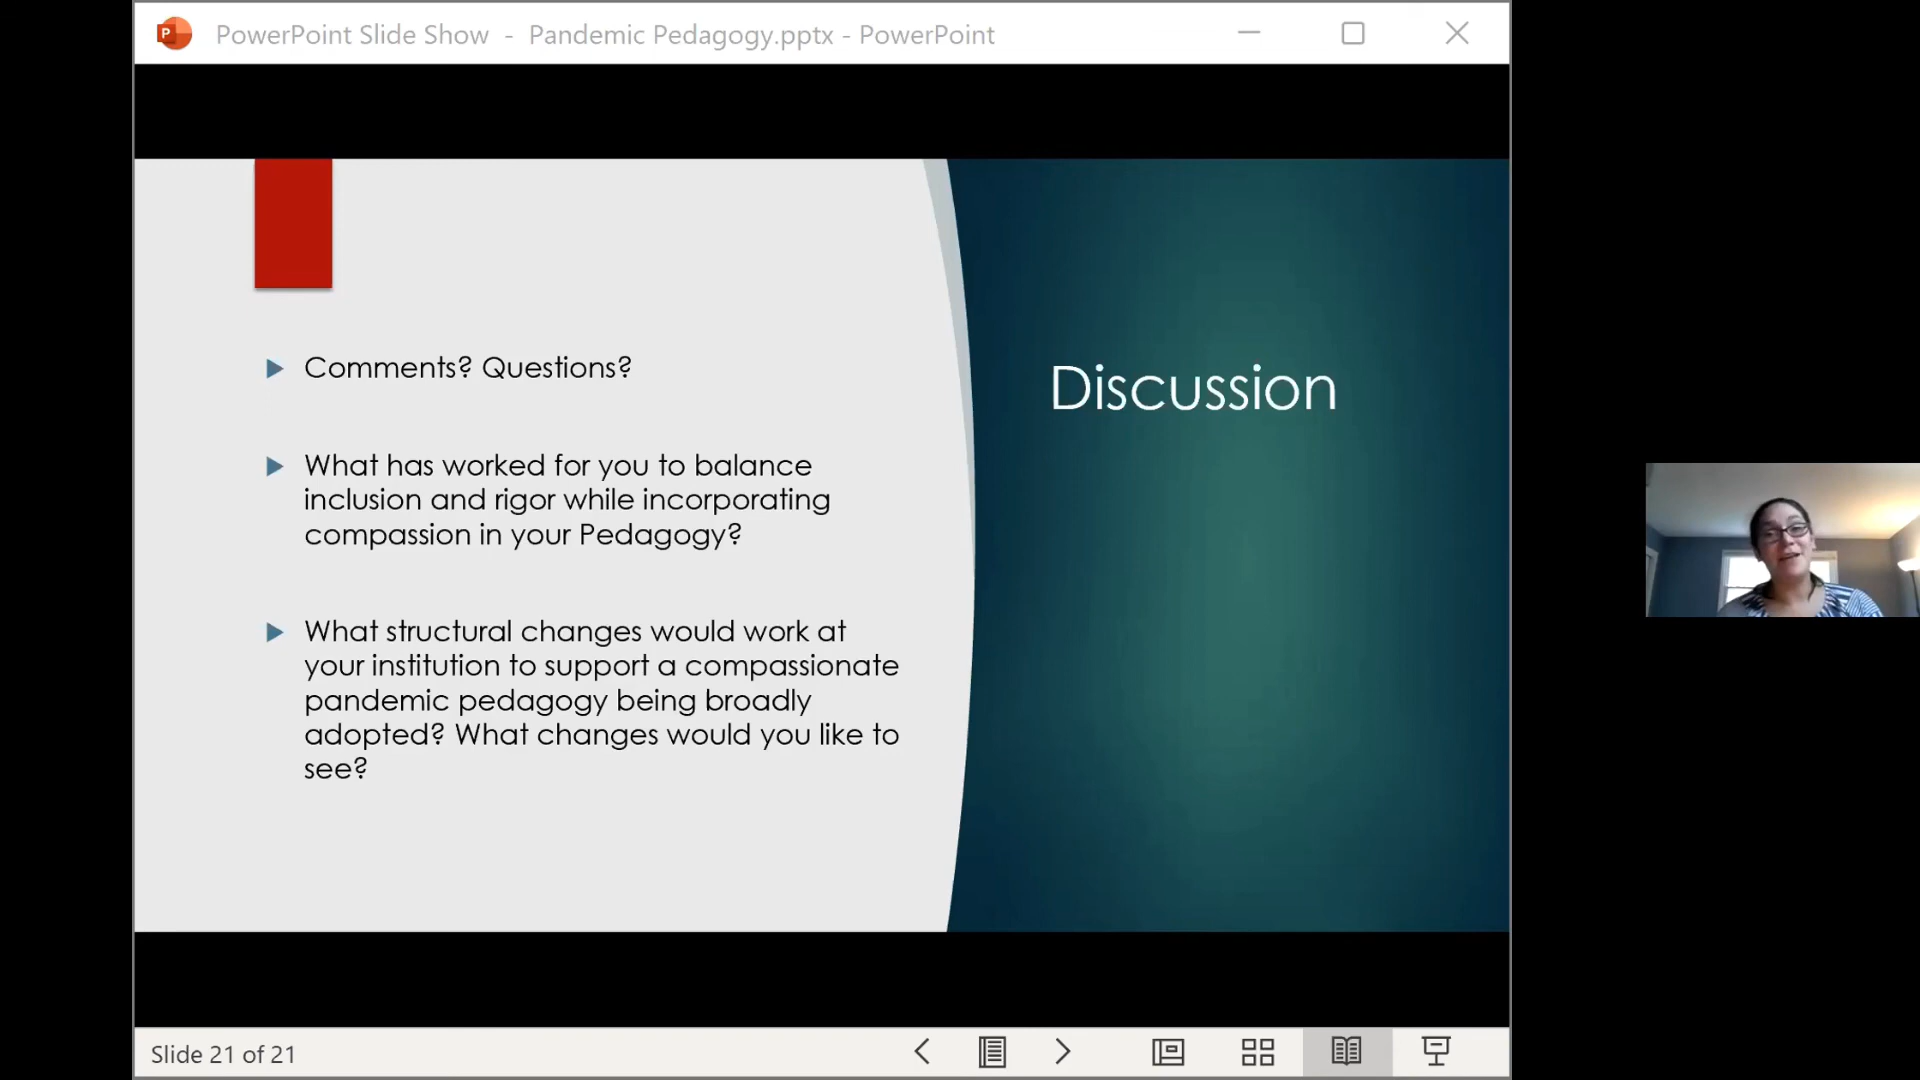 PowerPoint Slide Show - Pandemic Pedagogy.pptx - PowerPoint
Comments? Questions?
What has worked for you to balance
inclusion and rigor while incorporating
compassion in your Pedagogy?
What structural changes would work at
your institution to support a compassionate
pandemic pedagogy being broadly
adopted? What changes would you like to
see?
Discussion
Slide 21 of 21